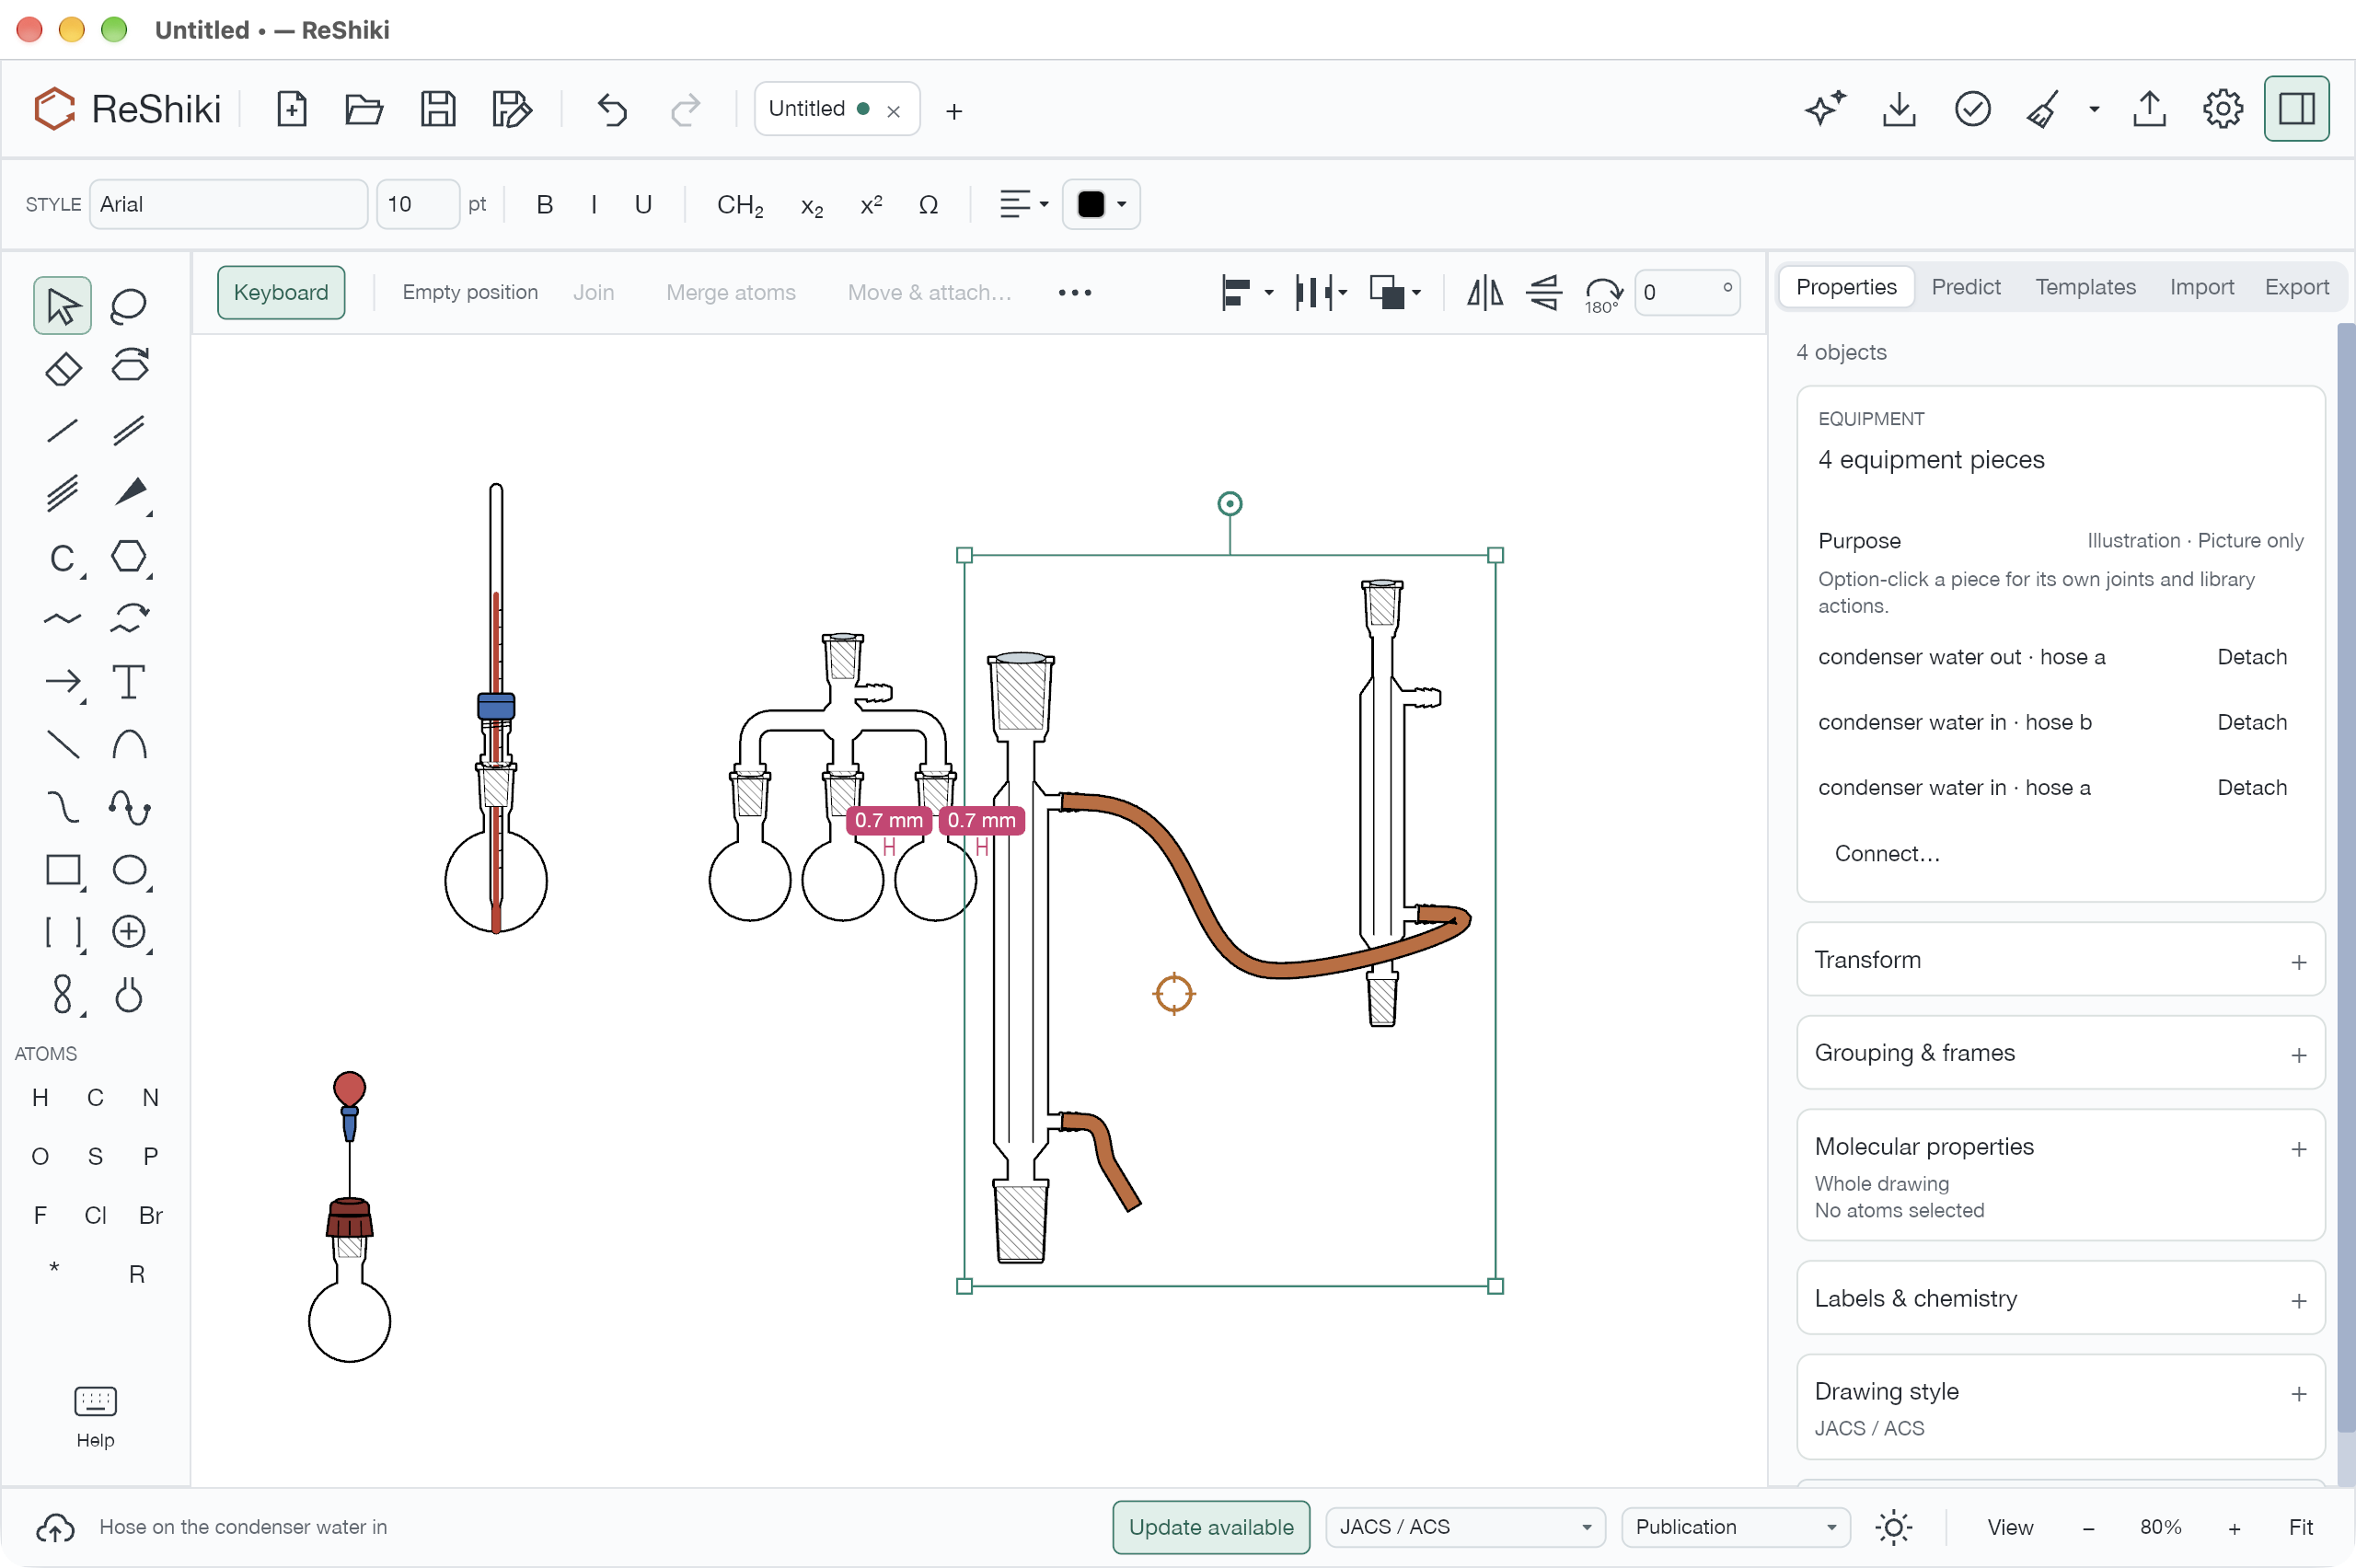 Untitled • — ReShiki
ReShiki
Untitled
STYLE Arial 10 pt B I U CH₂ x₂ x² Ω
Keyboard Empty position Join Merge atoms Move & attach… 180° 0 °
Properties Predict Templates Import Export
4 objects
EQUIPMENT
4 equipment pieces
Purpose Illustration · Picture only
Option-click a piece for its own joints and library
actions.
condenser water out · hose a Detach
condenser water in · hose b Detach
condenser water in · hose a Detach
Connect…
Transform
Grouping & frames
Molecular properties
Whole drawing
No atoms selected
Labels & chemistry
Drawing style
JACS / ACS
0.7 mm 0.7 mm
C
T
[ ]
ATOMS
H C N
O S P
F Cl Br
* R
Help
Hose on the condenser water in
Update available JACS / ACS Publication View − 80% + Fit